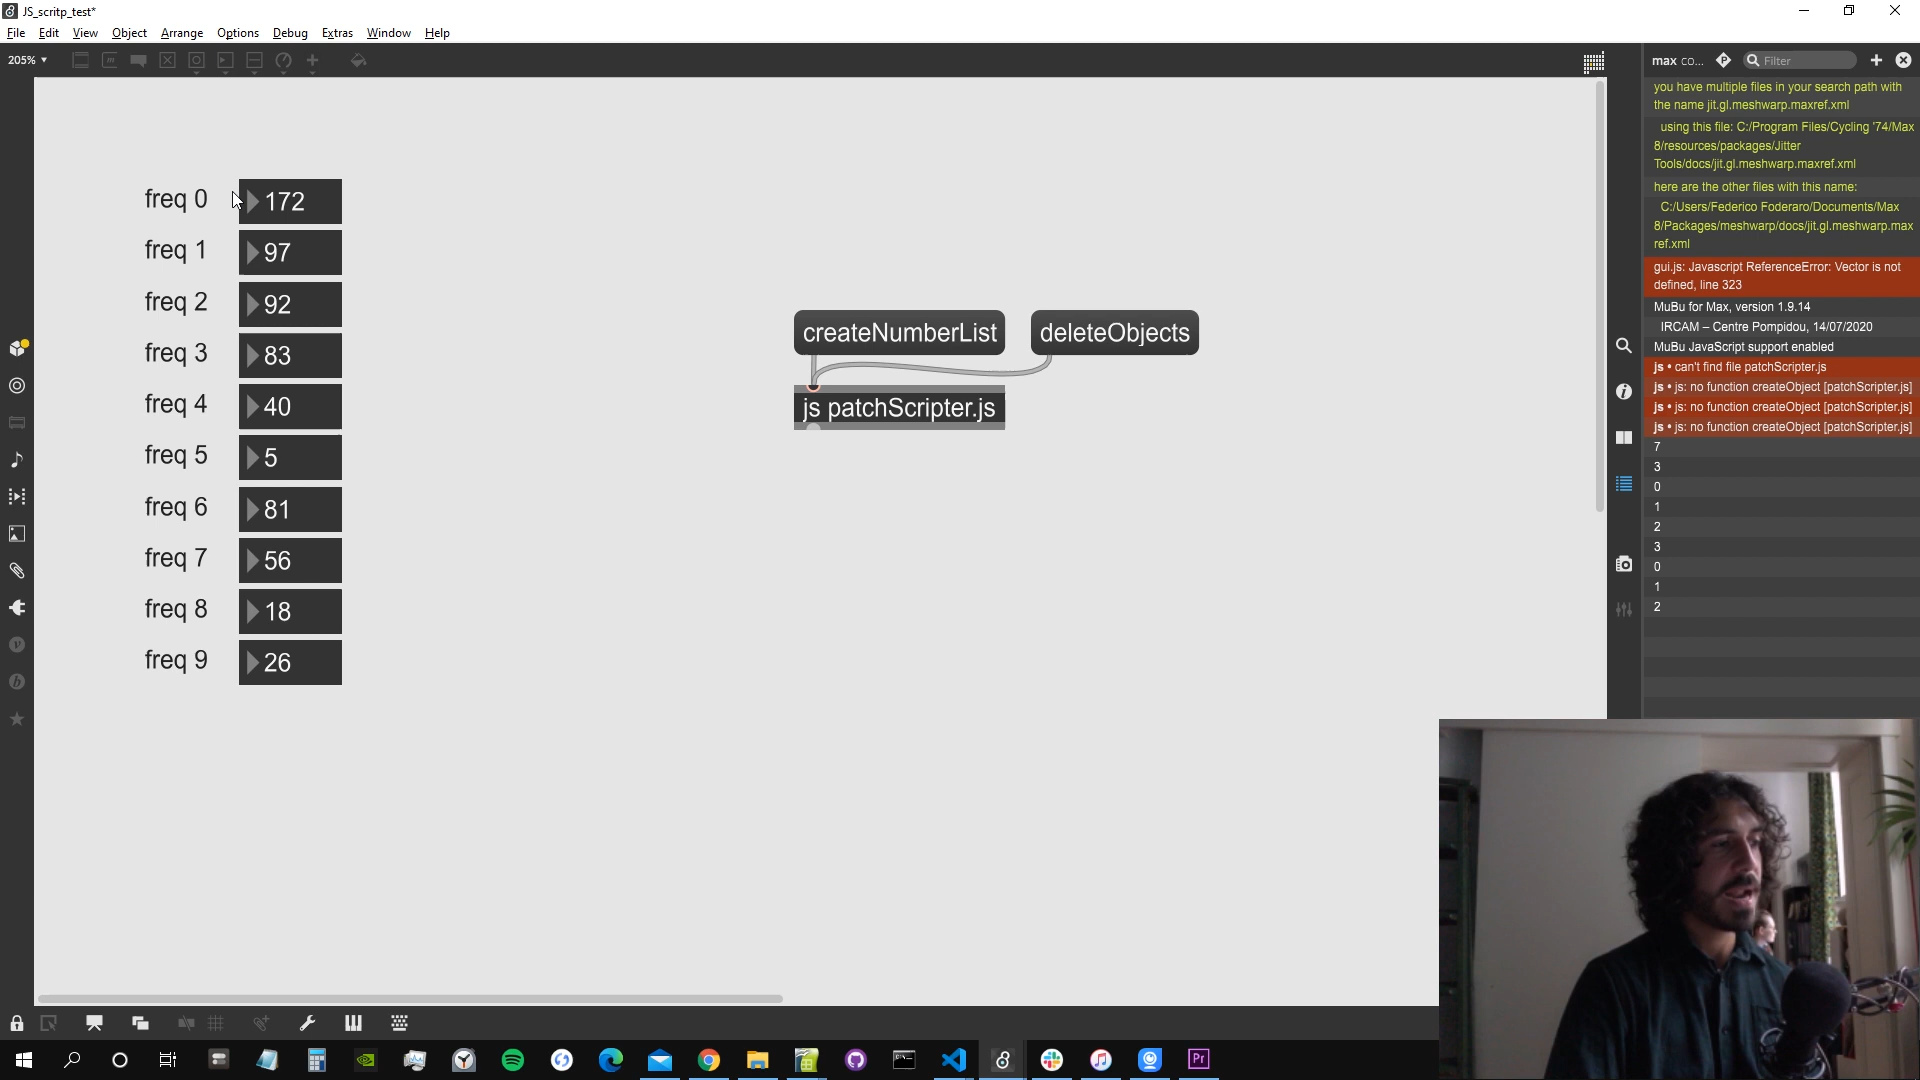 JS_scritp_test*
File Edit View Object Arrange Options Debug Extras Window Help
205%
max co... Filter
freq 0 172
freq 1 97
freq 2 92
freq 3 83
freq 4 40
freq 5 5
freq 6 81
freq 7 56
freq 8 18
freq 9 26
createNumberList deleteObjects
js patchScripter.js
you have multiple files in your search path with
the name jit.gl.meshwarp.maxref.xml
using this file: C:/Program Files/Cycling '74/Max
8/resources/packages/Jitter
Tools/docs/jit.gl.meshwarp.maxref.xml
here are the other files with this name:
C:/Users/Federico Foderaro/Documents/Max
8/Packages/meshwarp/docs/jit.gl.meshwarp.max
ref.xml
gui.js: Javascript ReferenceError: Vector is not
defined, line 323
MuBu for Max, version 1.9.14
IRCAM – Centre Pompidou, 14/07/2020
MuBu JavaScript support enabled
js • can't find file patchScripter.js
js • js: no function createObject [patchScripter.js]
js • js: no function createObject [patchScripter.js]
js • js: no function createObject [patchScripter.js]
7
3
0
1
2
3
0
1
2
Pr